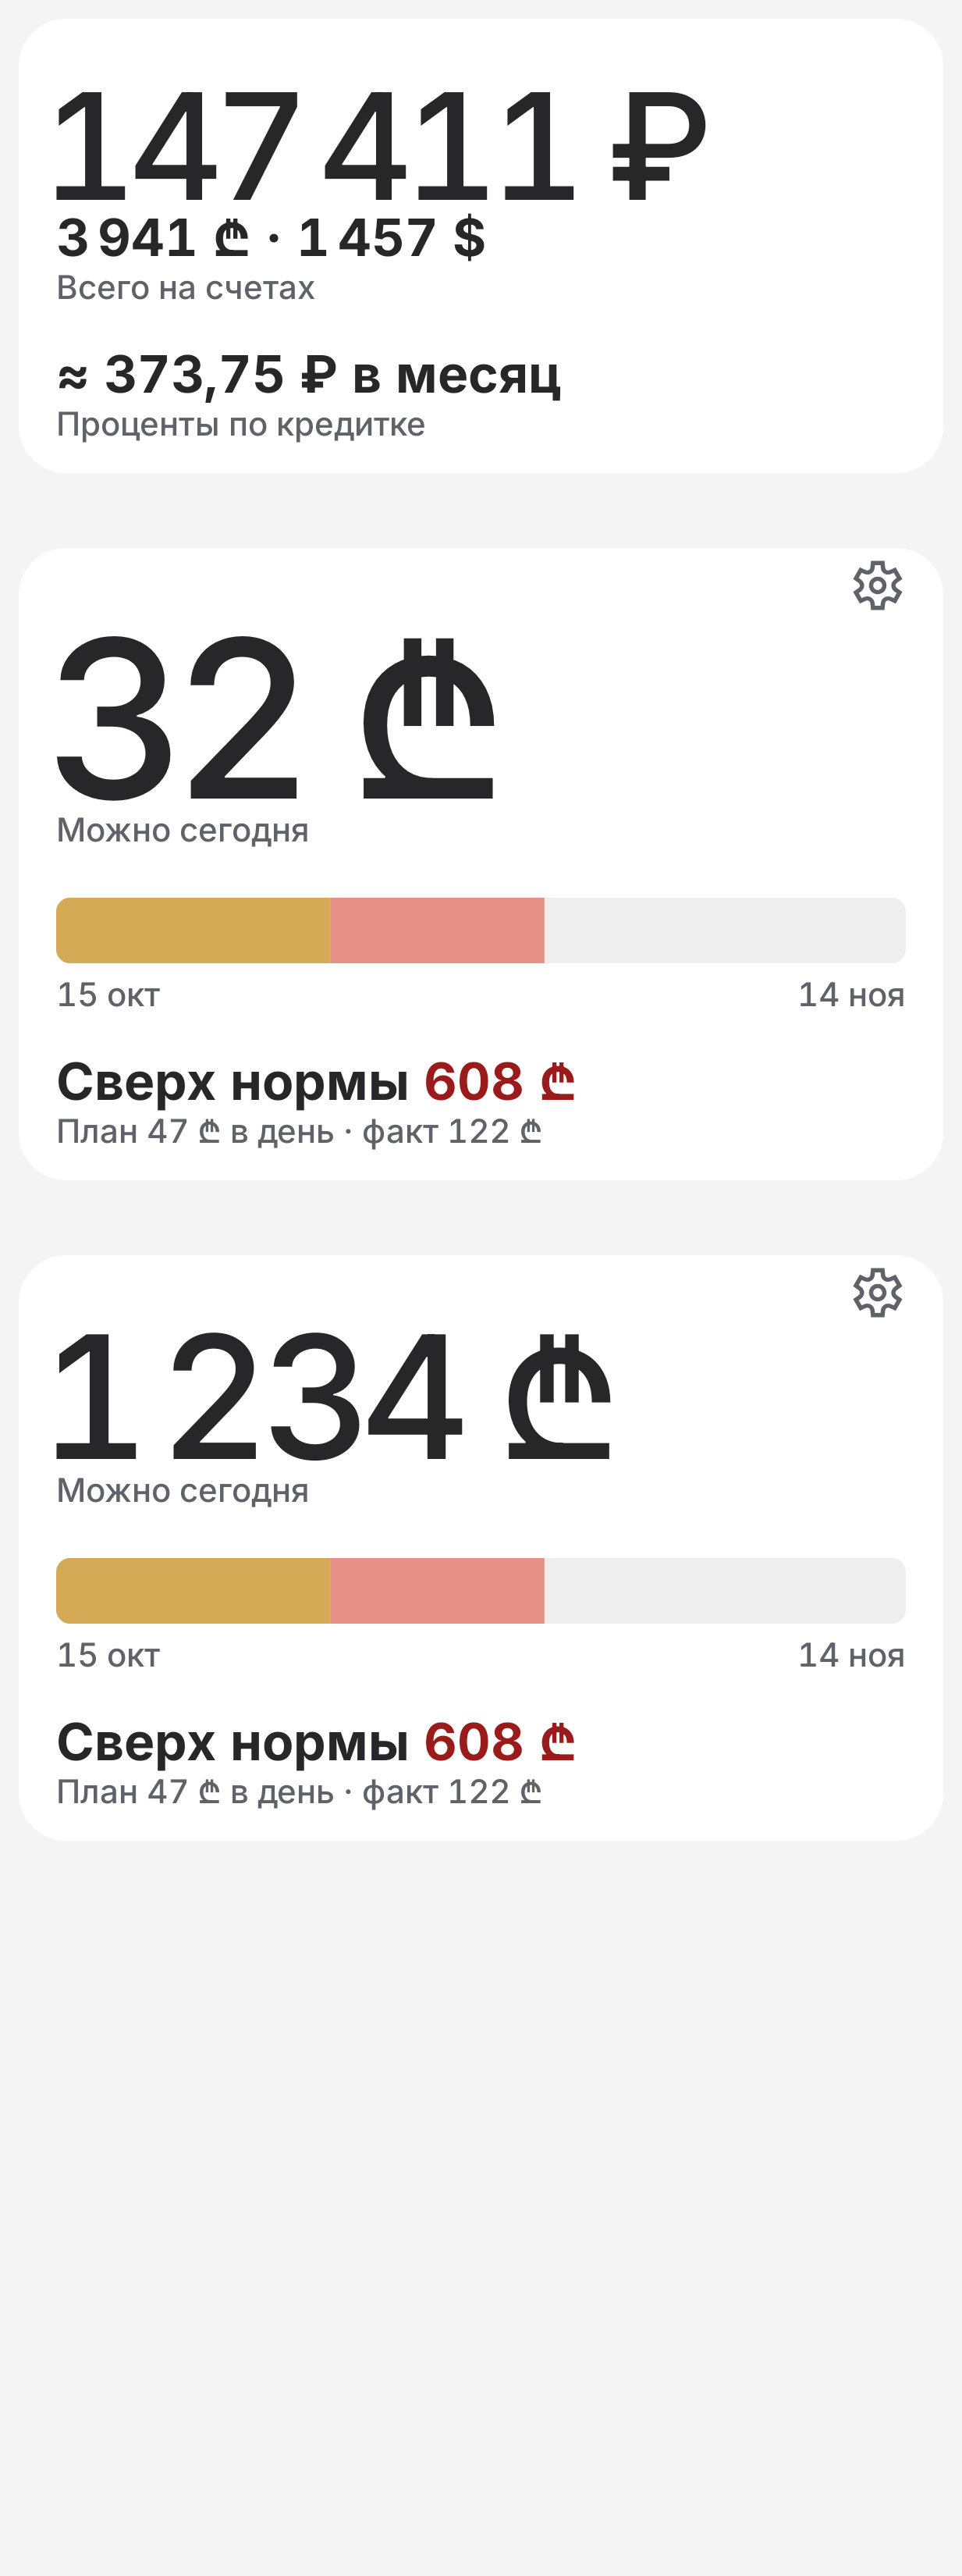 147 411 ₽
3 941 ₾ · 1 457 $
Всего на счетах
≈ 373,75 ₽ в месяц
Проценты по кредитке
32 ₾
Можно сегодня
15 окт
14 ноя
Сверх нормы 608 ₾
План 47 ₾ в день · факт 122 ₾
1 234 ₾
Можно сегодня
15 окт
14 ноя
Сверх нормы 608 ₾
План 47 ₾ в день · факт 122 ₾